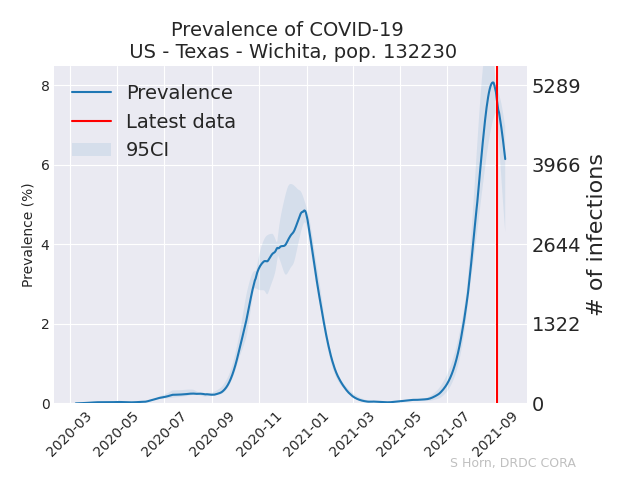 Prevalence of COVID-19
US - Texas - Wichita, pop. 132230
Prevalence
Latest data
95CI
Prevalence (%)
8
6
4
2
0
5289
3966
2644
1322
0
# of infections
2020-03
2020-05
2020-07
2020-09
2020-11
2021-01
2021-03
2021-05
2021-07
2021-09
S Horn, DRDC CORA